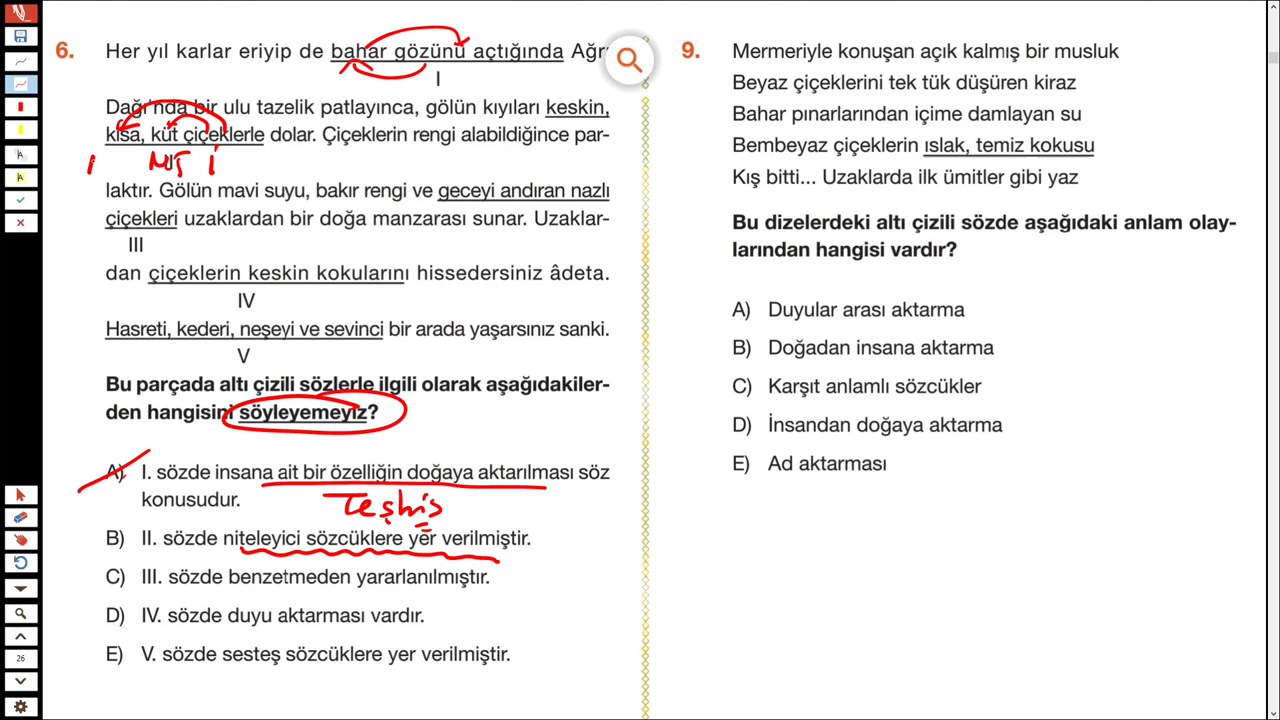 6. Her yıl karlar eriyip de bahar gözünü açtığında Ağrı
I
Dağı'nda bir ulu tazelik patlayınca, gölün kıyıları keskin,
kısa, küt çiçeklerle dolar. Çiçeklerin rengi alabildiğince par-
laktır. Gölün mavi suyu, bakır rengi ve geceyi andıran nazlı
çiçekleri uzaklardan bir doğa manzarası sunar. Uzaklar-
III
dan çiçeklerin keskin kokularını hissedersiniz âdeta.
IV
Hasreti, kederi, neşeyi ve sevinci bir arada yaşarsınız sanki.
V
Bu parçada altı çizili sözlerle ilgili olarak aşağıdakiler-
den hangisini söyleyemeyiz?
A) I. sözde insana ait bir özelliğin doğaya aktarılması söz
konusudur.
Teşhis
B) II. sözde niteleyici sözcüklere yer verilmiştir.
C) III. sözde benzetmeden yararlanılmıştır.
D) IV. sözde duyu aktarması vardır.
E) V. sözde sesteş sözcüklere yer verilmiştir.
9. Mermeriyle konuşan açık kalmış bir musluk
Beyaz çiçeklerini tek tük düşüren kiraz
Bahar pınarlarından içime damlayan su
Bembeyaz çiçeklerin ıslak, temiz kokusu
Kış bitti... Uzaklarda ilk ümitler gibi yaz
Bu dizelerdeki altı çizili sözde aşağıdaki anlam olay-
larından hangisi vardır?
A) Duyular arası aktarma
B) Doğadan insana aktarma
C) Karşıt anlamlı sözcükler
D) İnsandan doğaya aktarma
E) Ad aktarması
26